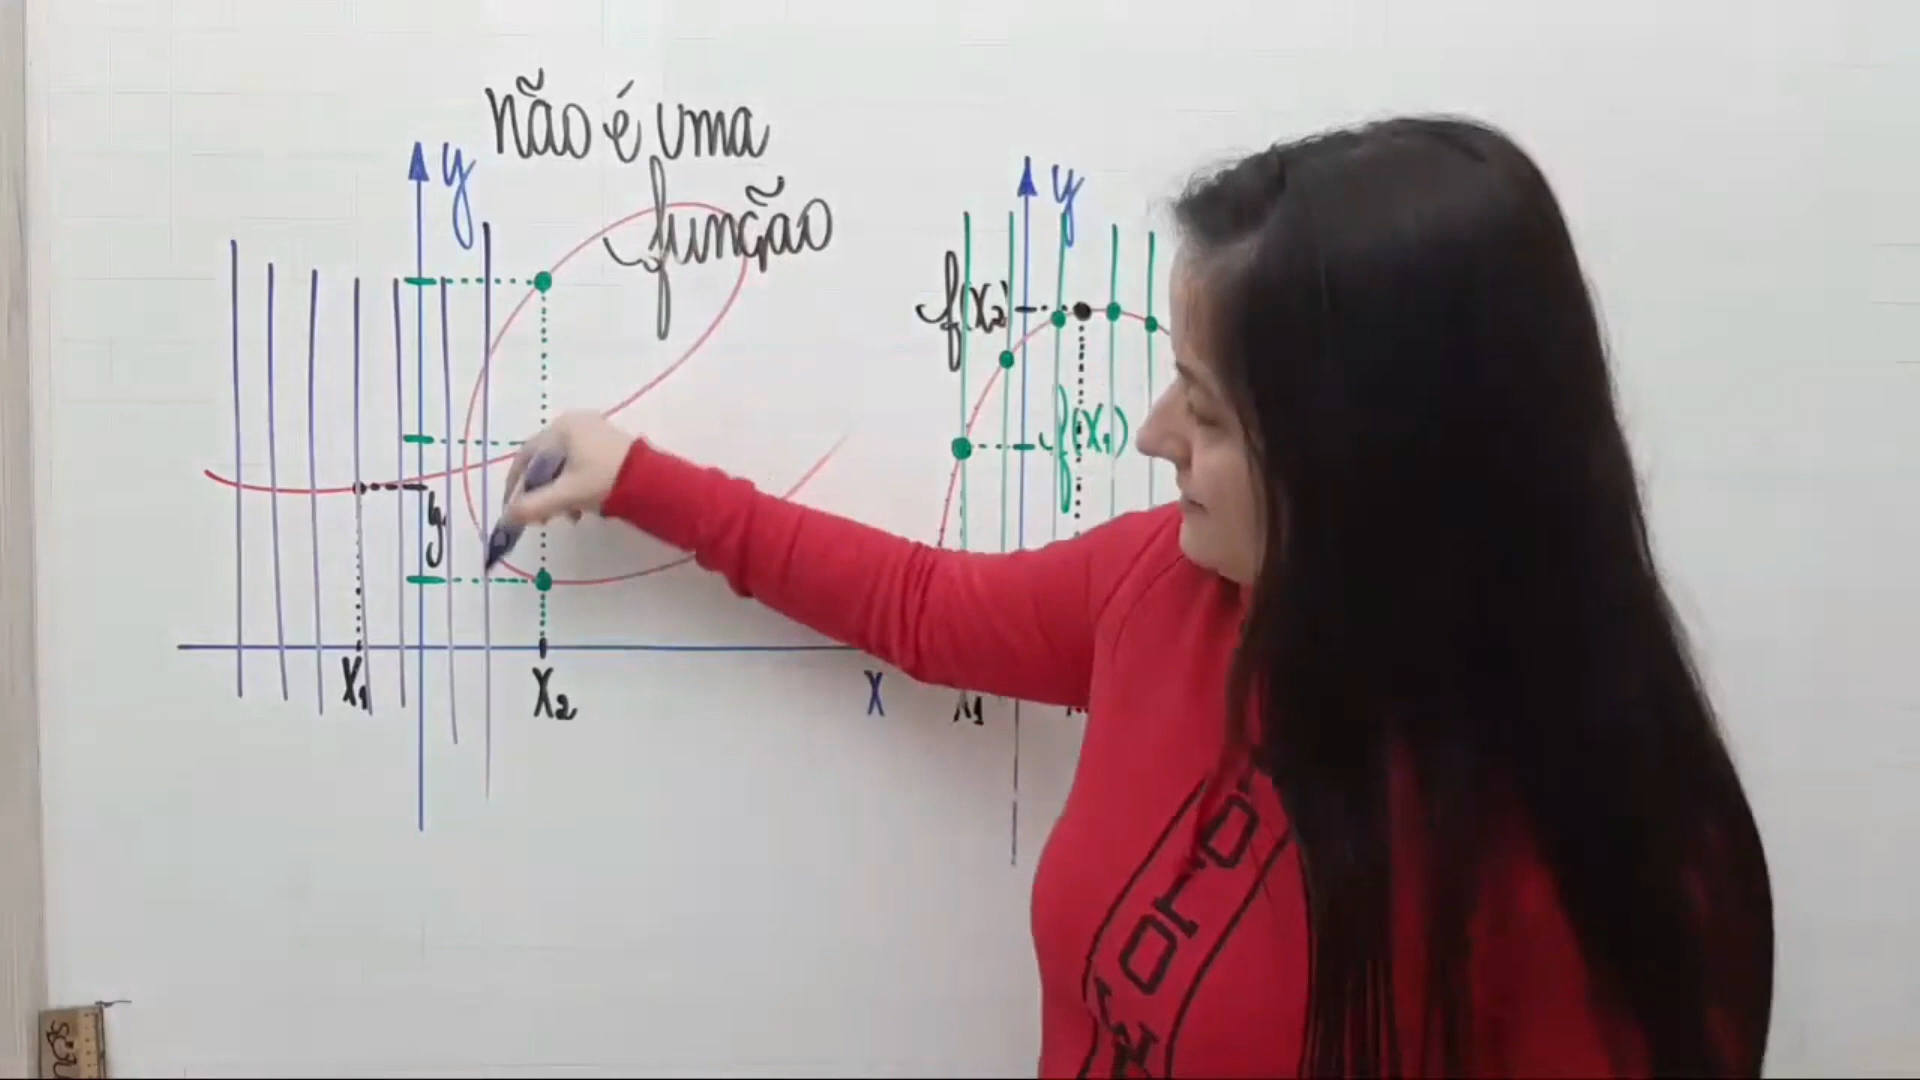 não é uma
função
y
y
f(x₂)
f(x₁)
y₁
x₁
x₂
x
x₁